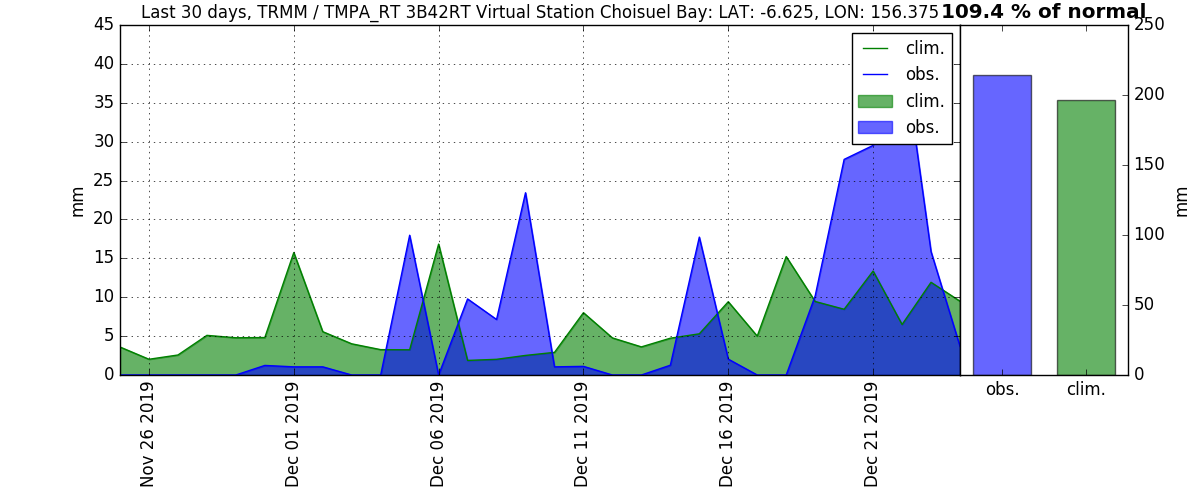 Last 30 days, TRMM / TMPA_RT 3B42RT Virtual Station Choisuel Bay: LAT: -6.625, LON: 156.375 109.4 % of normal
45
40
35
30
25
20
15
10
5
0
mm
clim.
obs.
clim.
obs.
Nov 26 2019
Dec 01 2019
Dec 06 2019
Dec 11 2019
Dec 16 2019
Dec 21 2019
250
200
150
100
50
0
mm
obs. clim.